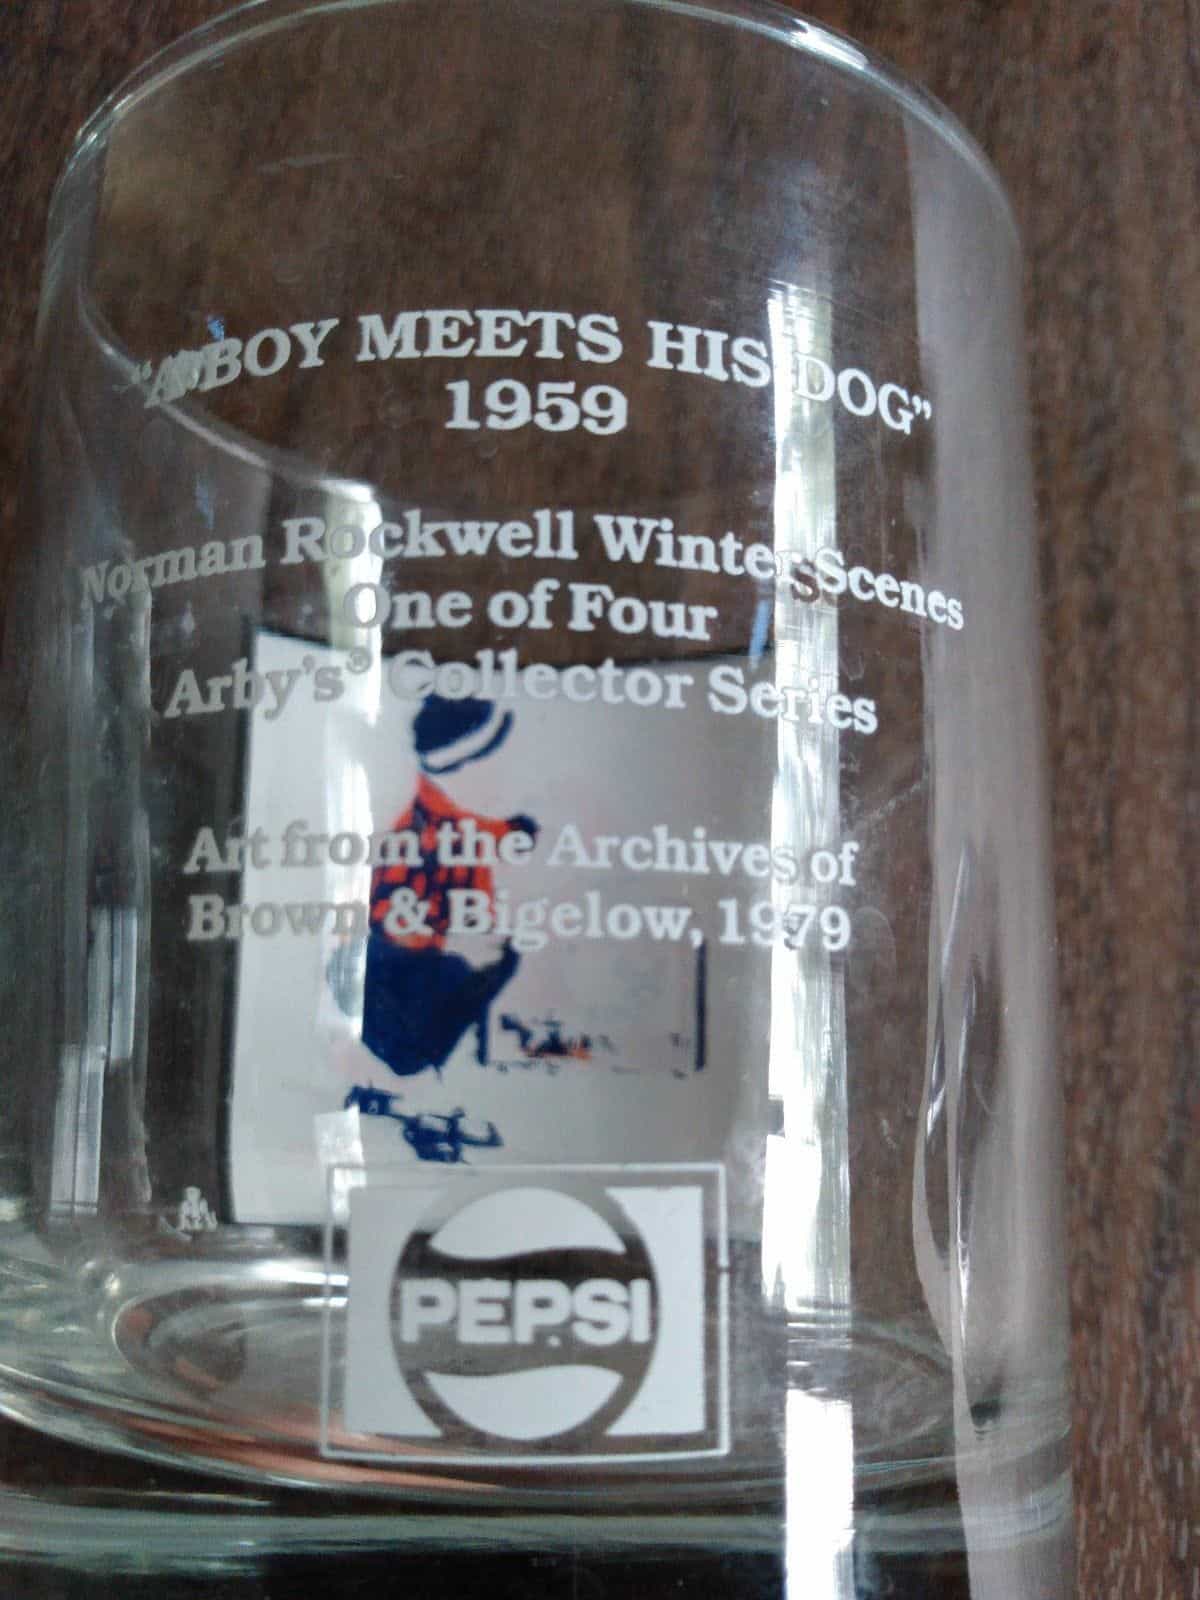 "A BOY MEETS HIS DOG"
1959
Norman Rockwell Winter Scenes
One of Four
Arby's® Collector Series
Art from the Archives of
Brown & Bigelow, 1979
PEPSI